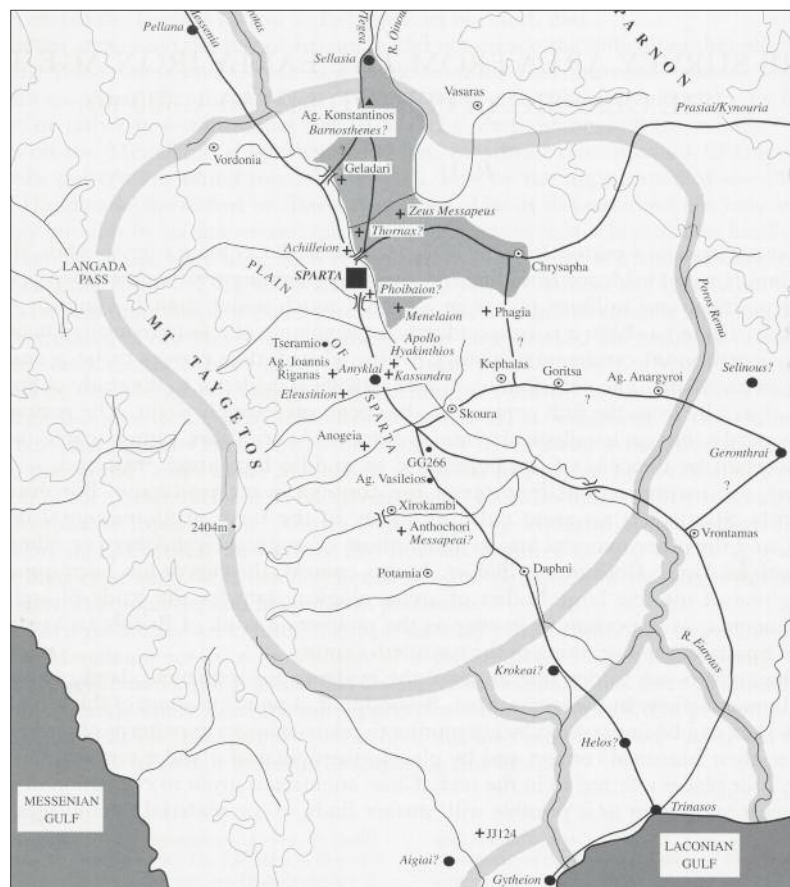 Pellana
Messenia
Eurotas
Tegea
R. Oinous
PARNON
Sellasia
Vasaras
Prasiai/Kynouria
Ag. Konstantinos
Barnosthenes?
?
Vordonia
Geladari
Zeus Messapeus
Thornax?
Achilleion
Chrysapha
LANGADA
PASS
PLAIN
OF
SPARTA
SPARTA
Phoibaion?
Menelaion
Phagia
Poros Rema
MT TAYGETOS
Tseramio
Apollo
Hyakinthios
?
Ag. Ioannis
Riganas
Amyklai
Kassandra
Kephalas
Goritsa
Ag. Anargyroi
Selinous?
Eleusinion
?
Skoura
Anogeia
Geronthrai
GG266
?
Ag. Vasileios
Xirokambi
2404m
Anthochori
Messapeai?
Vrontamas
Potamia
Daphni
R. Eurotas
Krokeai?
Helos?
MESSENIAN
GULF
Trinasos
JJ124
LACONIAN
GULF
Aigiai?
Gytheion